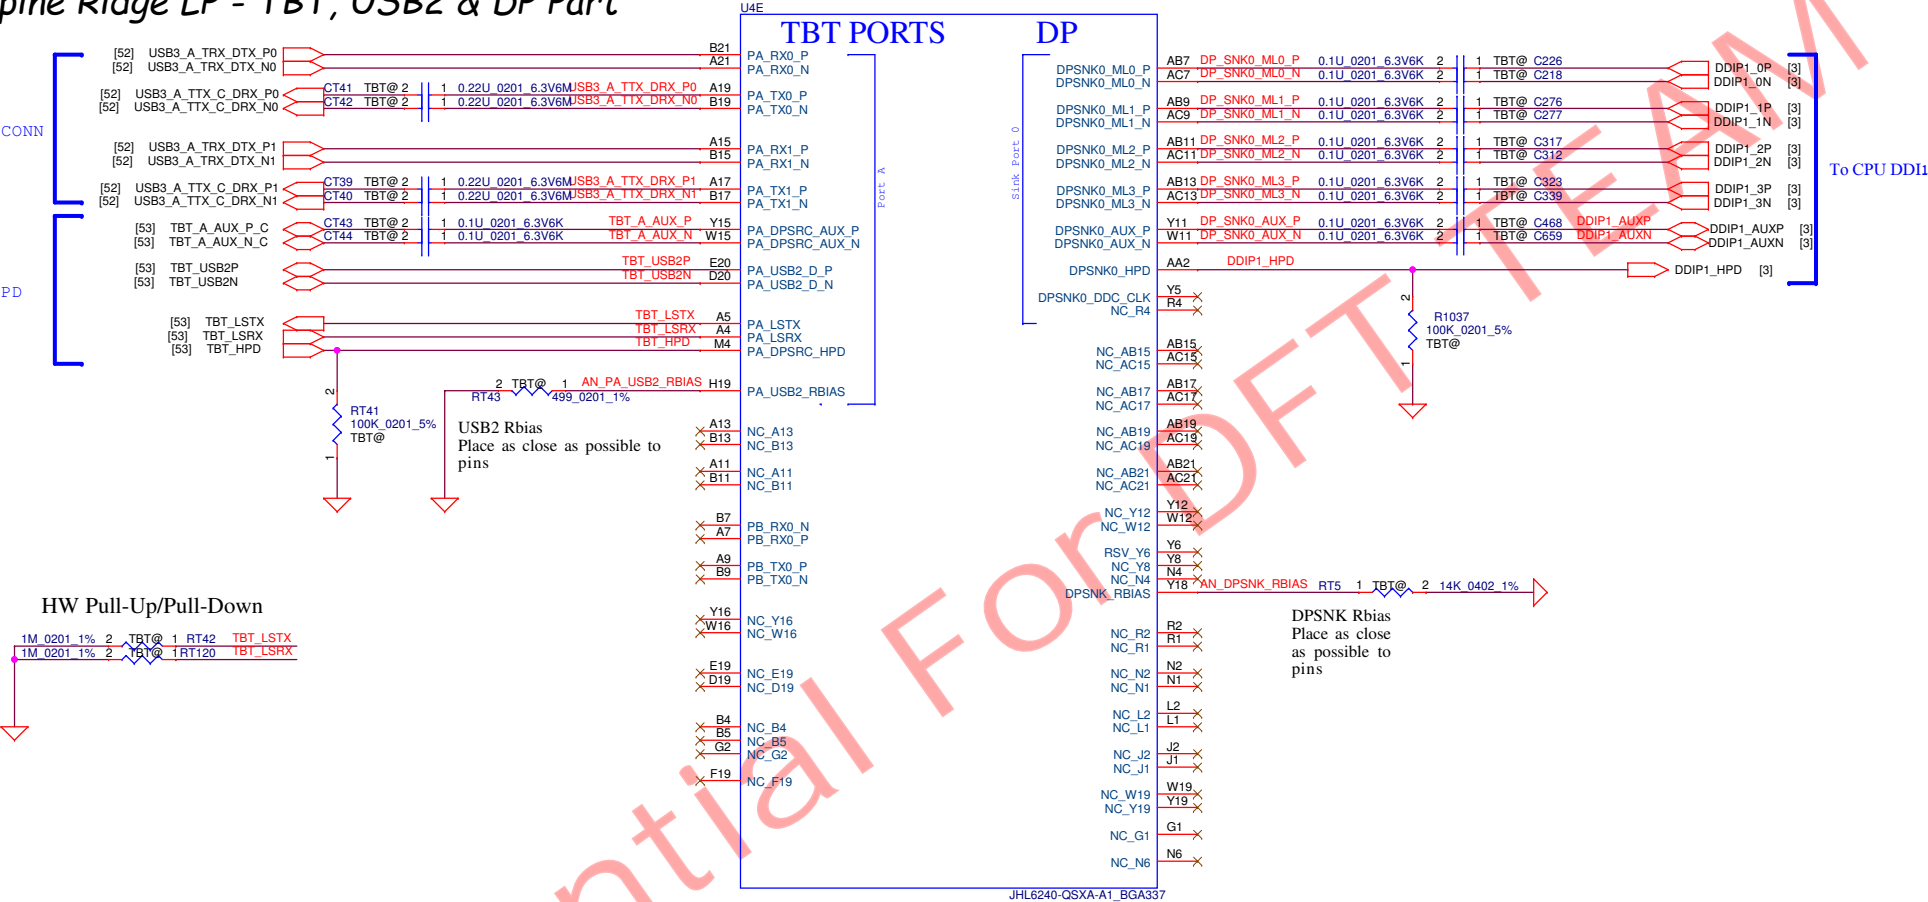 pine Ridge LP - TBT, USB2 & DP Part
U4E
TBT PORTS
DP
CONN
PD
[52] USB3_A_TRX_DTX_P0
[52] USB3_A_TRX_DTX_N0
[52] USB3_A_TTX_C_DRX_P0
[52] USB3_A_TTX_C_DRX_N0
[52] USB3_A_TRX_DTX_P1
[52] USB3_A_TRX_DTX_N1
[52] USB3_A_TTX_C_DRX_P1
[52] USB3_A_TTX_C_DRX_N1
[53] TBT_A_AUX_P_C
[53] TBT_A_AUX_N_C
[53] TBT_USB2P
[53] TBT_USB2N
[53] TBT_LSTX
[53] TBT_LSRX
[53] TBT_HPD
CT41 TBT@ 2 1 0.22U_0201_6.3V6M USB3_A_TTX_DRX_P0
CT42 TBT@ 2 1 0.22U_0201_6.3V6M USB3_A_TTX_DRX_N0
CT39 TBT@ 2 1 0.22U_0201_6.3V6M USB3_A_TTX_DRX_P1
CT40 TBT@ 2 1 0.22U_0201_6.3V6M USB3_A_TTX_DRX_N1
CT43 TBT@ 2 1 0.1U_0201_6.3V6K TBT_A_AUX_P
CT44 TBT@ 2 1 0.1U_0201_6.3V6K TBT_A_AUX_N
TBT_USB2P
TBT_USB2N
TBT_LSTX
TBT_LSRX
TBT_HPD
2 TBT@ 1 AN_PA_USB2_RBIAS
RT43 499_0201_1%
2
RT41
100K_0201_5%
TBT@
1
USB2 Rbias
Place as close as possible to
pins
HW Pull-Up/Pull-Down
1M_0201_1% 2 TBT@ 1 RT42 TBT_LSTX
1M_0201_1% 2 TBT@ 1 RT120 TBT_LSRX
B21 PA_RX0_P
A21 PA_RX0_N
A19 PA_TX0_P
B19 PA_TX0_N
A15 PA_RX1_P
B15 PA_RX1_N
A17 PA_TX1_P
B17 PA_TX1_N
Y15 PA_DPSRC_AUX_P
W15 PA_DPSRC_AUX_N
E20 PA_USB2_D_P
D20 PA_USB2_D_N
A5 PA_LSTX
A4 PA_LSRX
M4 PA_DPSRC_HPD
H19 PA_USB2_RBIAS
Port A
A13 NC_A13
B13 NC_B13
A11 NC_A11
B11 NC_B11
B7 PB_RX0_N
A7 PB_RX0_P
A9 PB_TX0_P
B9 PB_TX0_N
Y16 NC_Y16
W16 NC_W16
E19 NC_E19
D19 NC_D19
B4 NC_B4
B5 NC_B5
G2 NC_G2
F19 NC_F19
Sink Port 0
DPSNK0_ML0_P AB7 DP_SNK0_ML0_P 0.1U_0201_6.3V6K 2 1 TBT@ C226 DDIP1_0P [3]
DPSNK0_ML0_N AC7 DP_SNK0_ML0_N 0.1U_0201_6.3V6K 2 1 TBT@ C218 DDIP1_0N [3]
DPSNK0_ML1_P AB9 DP_SNK0_ML1_P 0.1U_0201_6.3V6K 2 1 TBT@ C276 DDIP1_1P [3]
DPSNK0_ML1_N AC9 DP_SNK0_ML1_N 0.1U_0201_6.3V6K 2 1 TBT@ C277 DDIP1_1N [3]
DPSNK0_ML2_P AB11 DP_SNK0_ML2_P 0.1U_0201_6.3V6K 2 1 TBT@ C317 DDIP1_2P [3]
DPSNK0_ML2_N AC11 DP_SNK0_ML2_N 0.1U_0201_6.3V6K 2 1 TBT@ C312 DDIP1_2N [3]
DPSNK0_ML3_P AB13 DP_SNK0_ML3_P 0.1U_0201_6.3V6K 2 1 TBT@ C323 DDIP1_3P [3]
DPSNK0_ML3_N AC13 DP_SNK0_ML3_N 0.1U_0201_6.3V6K 2 1 TBT@ C339 DDIP1_3N [3]
DPSNK0_AUX_P Y11 DP_SNK0_AUX_P 0.1U_0201_6.3V6K 2 1 TBT@ C468 DDIP1_AUXP DDIP1_AUXP [3]
DPSNK0_AUX_N W11 DP_SNK0_AUX_N 0.1U_0201_6.3V6K 2 1 TBT@ C659 DDIP1_AUXN DDIP1_AUXN [3]
DPSNK0_HPD AA2 DDIP1_HPD DDIP1_HPD [3]
To CPU DDI1
DPSNK0_DDC_CLK Y5
NC_R4 R4
2
R1037
100K_0201_5%
TBT@
1
NC_AB15 AB15
NC_AC15 AC15
NC_AB17 AB17
NC_AC17 AC17
NC_AB19 AB19
NC_AC19 AC19
NC_AB21 AB21
NC_AC21 AC21
NC_Y12 Y12
NC_W12 W12
RSV_Y6 Y6
NC_Y8 Y8
NC_N4 N4
DPSNK_RBIAS Y18 AN_DPSNK_RBIAS RT5 1 TBT@ 2 14K_0402_1%
DPSNK Rbias
Place as close
as possible to
pins
NC_R2 R2
NC_R1 R1
NC_N2 N2
NC_N1 N1
NC_L2 L2
NC_L1 L1
NC_J2 J2
NC_J1 J1
NC_W19 W19
NC_Y19 Y19
NC_G1 G1
NC_N6 N6
JHL6240-QSXA-A1_BGA337
ntial For DFT TEAM